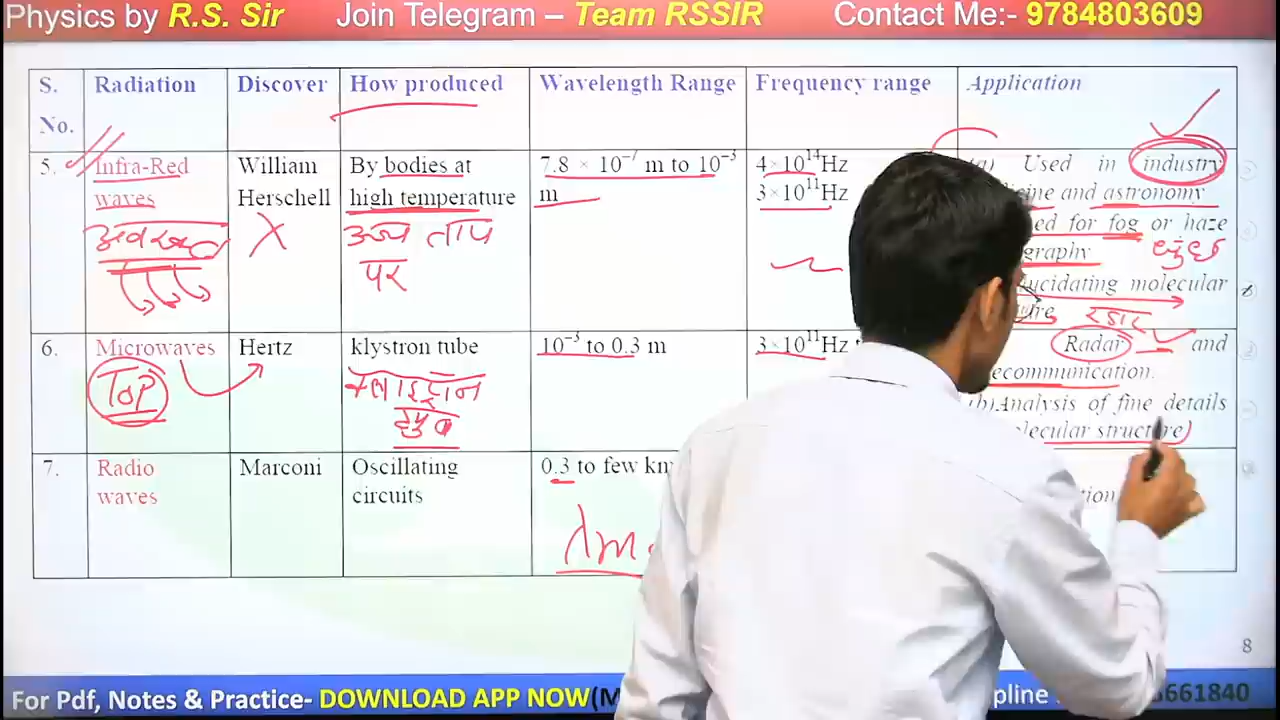 Physics by R.S. Sir Join Telegram – Team RSSIR Contact Me:- 9784803609
S. No. Radiation Discover How produced Wavelength Range Frequency range Application
5. Infra-Red waves
अवरक्त
William Herschell
By bodies at high temperature
उच्च ताप
पर
7.8 × 10⁻⁷ m to 10⁻³ m
4×10¹⁴Hz
3×10¹¹Hz
(a) Used in industry
and astronomy
for fog or haze
molecular
रडार
6. Microwaves
TOP
Hertz
klystron tube
10⁻³ to 0.3 m
3×10¹¹Hz
Radar and
(b)Analysis of fine details
structure)
7. Radio waves
Marconi
Oscillating circuits
0.3 to few km
8
For Pdf, Notes & Practice- DOWNLOAD APP NOW